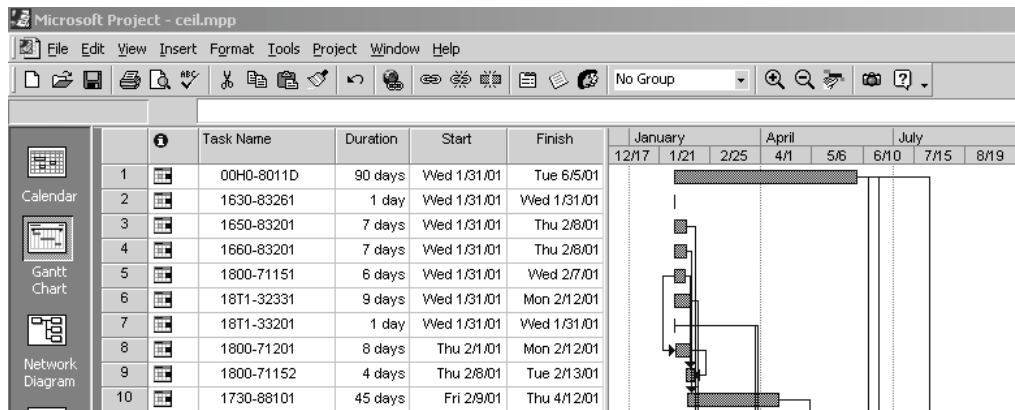 Microsoft Project - ceil.mpp
File Edit View Insert Format Tools Project Window Help
ABC
No Group
Task Name Duration Start Finish January April July
12/17 1/21 2/25 4/1 5/6 6/10 7/15 8/19
1 00H0-8011D 90 days Wed 1/31/01 Tue 6/5/01
Calendar
2 1630-83261 1 day Wed 1/31/01 Wed 1/31/01
3 1650-83201 7 days Wed 1/31/01 Thu 2/8/01
4 1660-83201 7 days Wed 1/31/01 Thu 2/8/01
Gantt
Chart
5 1800-71151 6 days Wed 1/31/01 Wed 2/7/01
6 18T1-32331 9 days Wed 1/31/01 Mon 2/12/01
7 18T1-33201 1 day Wed 1/31/01 Wed 1/31/01
8 1800-71201 8 days Thu 2/1/01 Mon 2/12/01
Network
Diagram
9 1800-71152 4 days Thu 2/8/01 Tue 2/13/01
10 1730-88101 45 days Fri 2/9/01 Thu 4/12/01